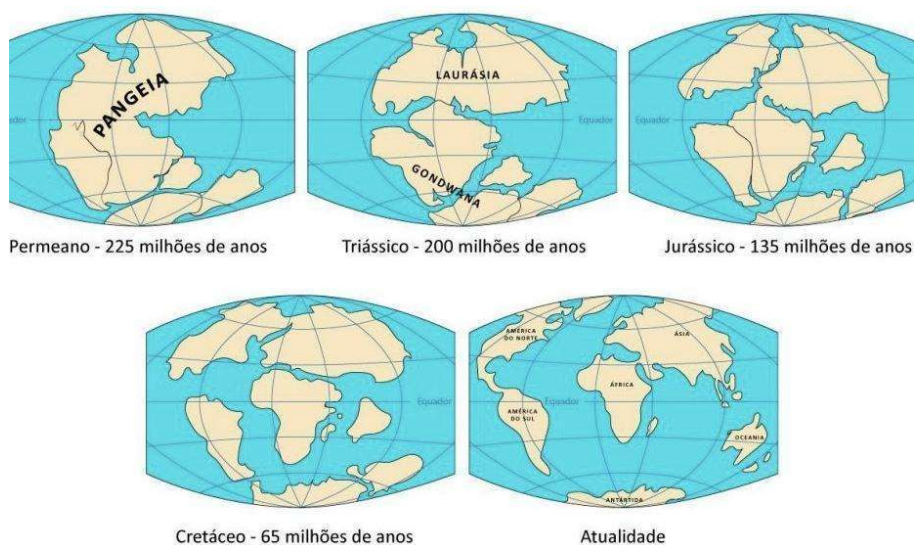 PANGEIA
Equador
Permeano - 225 milhões de anos
LAURÁSIA
GONDWANA
Equador
Triássico - 200 milhões de anos
Equador
Jurássico - 135 milhões de anos
Equador
Cretáceo - 65 milhões de anos
AMÉRICA
DO NORTE
ÁSIA
ÁFRICA
Equador
AMÉRICA
DO SUL
OCEANIA
ANTÁRTIDA
Atualidade